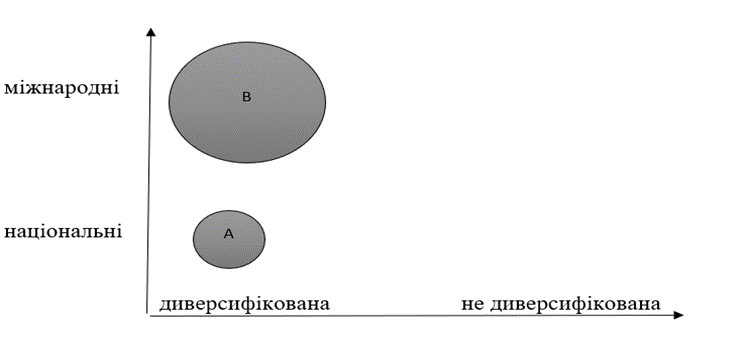 міжнародні
B
національні
A
диверсифікована
не диверсифікована